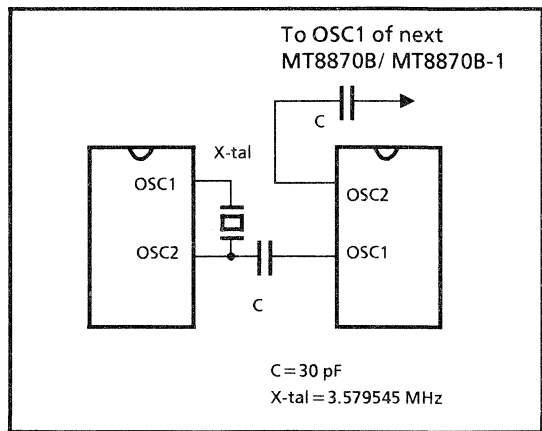 To OSC1 of next
MT8870B/ MT8870B-1
C
X-tal
OSC1
OSC2
OSC2
OSC1
C
C=30 pF
X-tal=3.579545 MHz